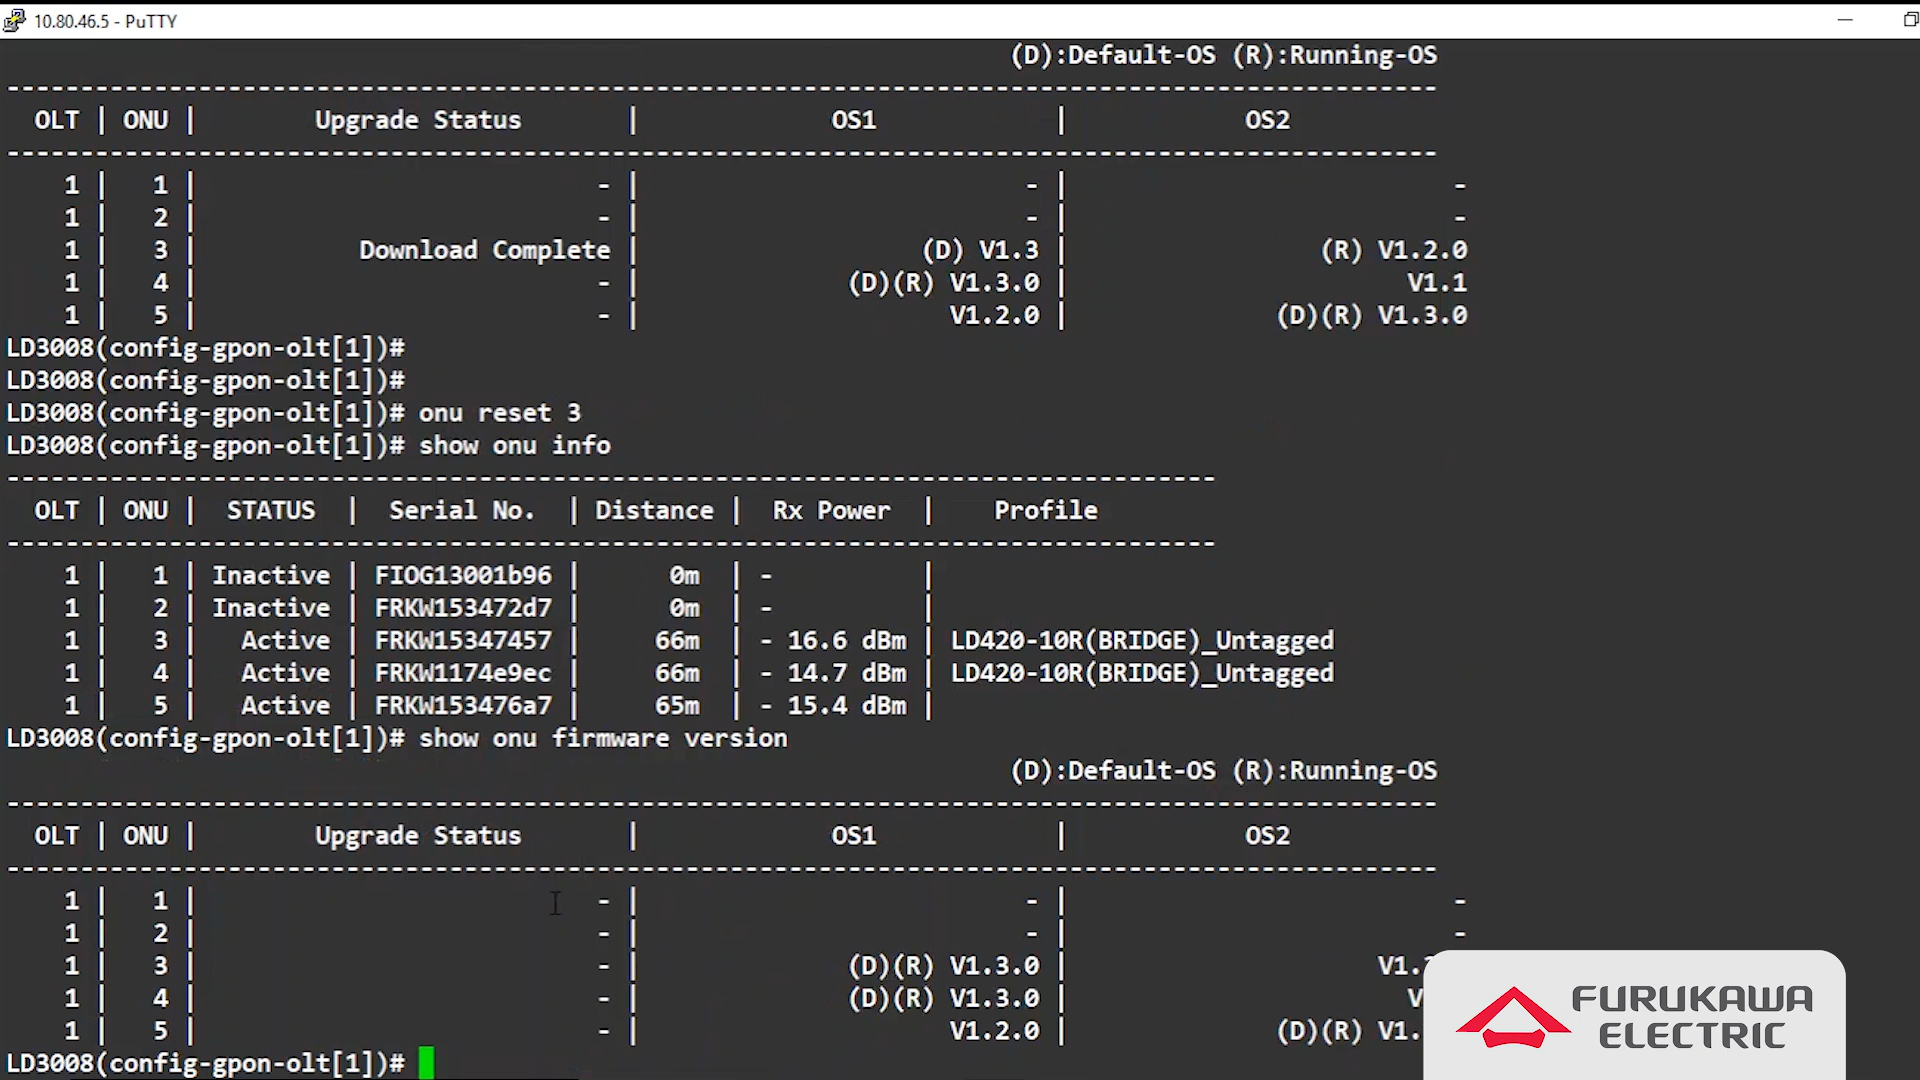 10.80.46.5 - PuTTY
(D):Default-OS (R):Running-OS
------------------------------------------------------------------------------------------------
OLT | ONU | Upgrade Status | OS1 | OS2
------------------------------------------------------------------------------------------------
1 | 1 | - | - | -
1 | 2 | - | - | -
1 | 3 | Download Complete | (D) V1.3 | (R) V1.2.0
1 | 4 | - | (D)(R) V1.3.0 | V1.1
1 | 5 | - | V1.2.0 | (D)(R) V1.3.0
LD3008(config-gpon-olt[1])#
LD3008(config-gpon-olt[1])#
LD3008(config-gpon-olt[1])# onu reset 3
LD3008(config-gpon-olt[1])# show onu info
---------------------------------------------------------------------------------
OLT | ONU | STATUS | Serial No. | Distance | Rx Power | Profile
---------------------------------------------------------------------------------
1 | 1 | Inactive | FIOG13001b96 | 0m | - |
1 | 2 | Inactive | FRKW153472d7 | 0m | - |
1 | 3 | Active | FRKW15347457 | 66m | - 16.6 dBm | LD420-10R(BRIDGE)_Untagged
1 | 4 | Active | FRKW1174e9ec | 66m | - 14.7 dBm | LD420-10R(BRIDGE)_Untagged
1 | 5 | Active | FRKW153476a7 | 65m | - 15.4 dBm |
LD3008(config-gpon-olt[1])# show onu firmware version
(D):Default-OS (R):Running-OS
------------------------------------------------------------------------------------------------
OLT | ONU | Upgrade Status | OS1 | OS2
------------------------------------------------------------------------------------------------
1 | 1 | - | - | -
1 | 2 | - | - | -
1 | 3 | - | (D)(R) V1.3.0 |
1 | 4 | - | (D)(R) V1.3.0 |
1 | 5 | - | V1.2.0 | (D)(R)
LD3008(config-gpon-olt[1])#
FURUKAWA
ELECTRIC